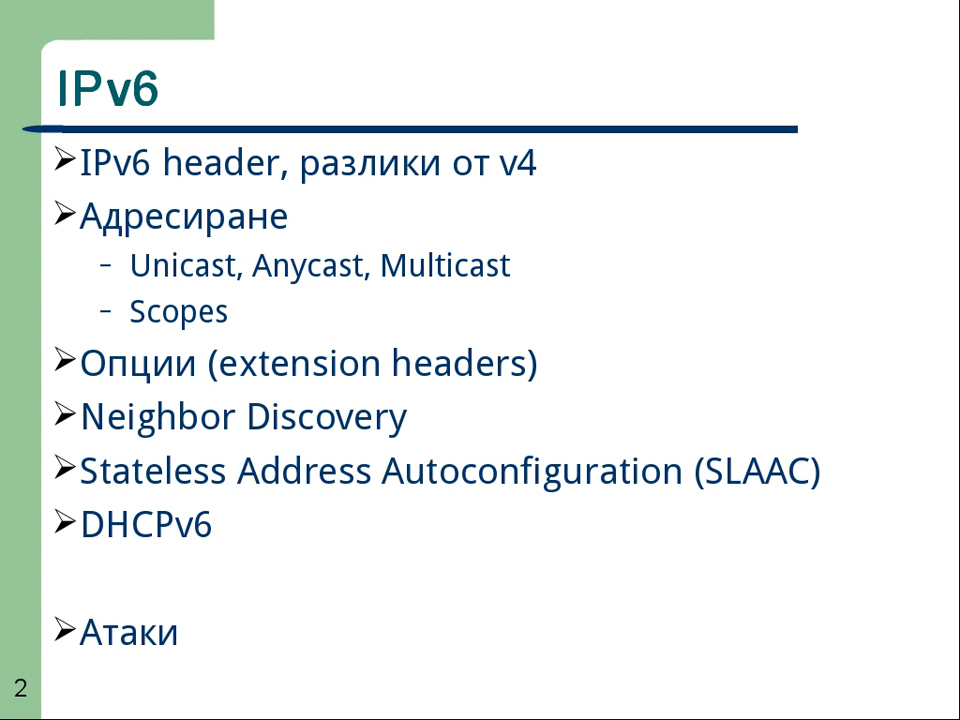 IPv6
IPv6 header, разлики от v4
Адресиране
– Unicast, Anycast, Multicast
– Scopes
Опции (extension headers)
Neighbor Discovery
Stateless Address Autoconfiguration (SLAAC)
DHCPv6
Атаки
2